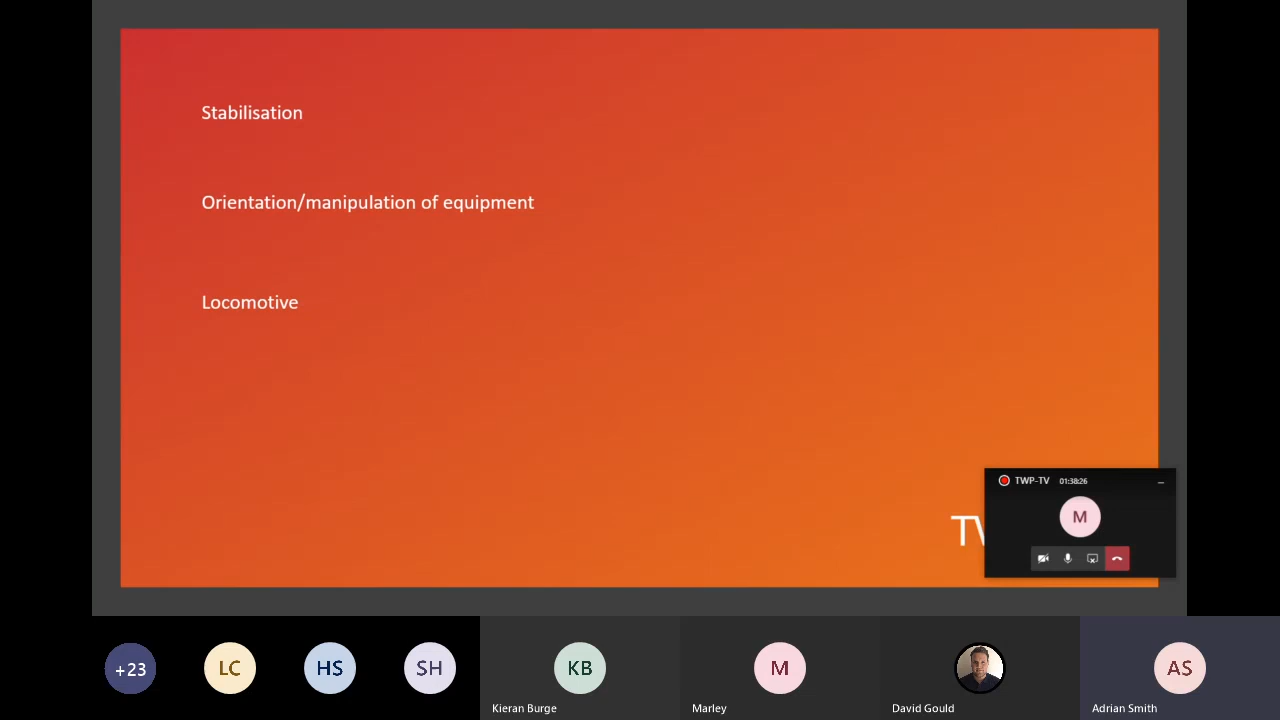 Stabilisation
Orientation/manipulation of equipment
Locomotive
TWP-TV 01:38:26
M
+23
LC
HS
SH
KB
M
AS
Kieran Burge
Marley
David Gould
Adrian Smith